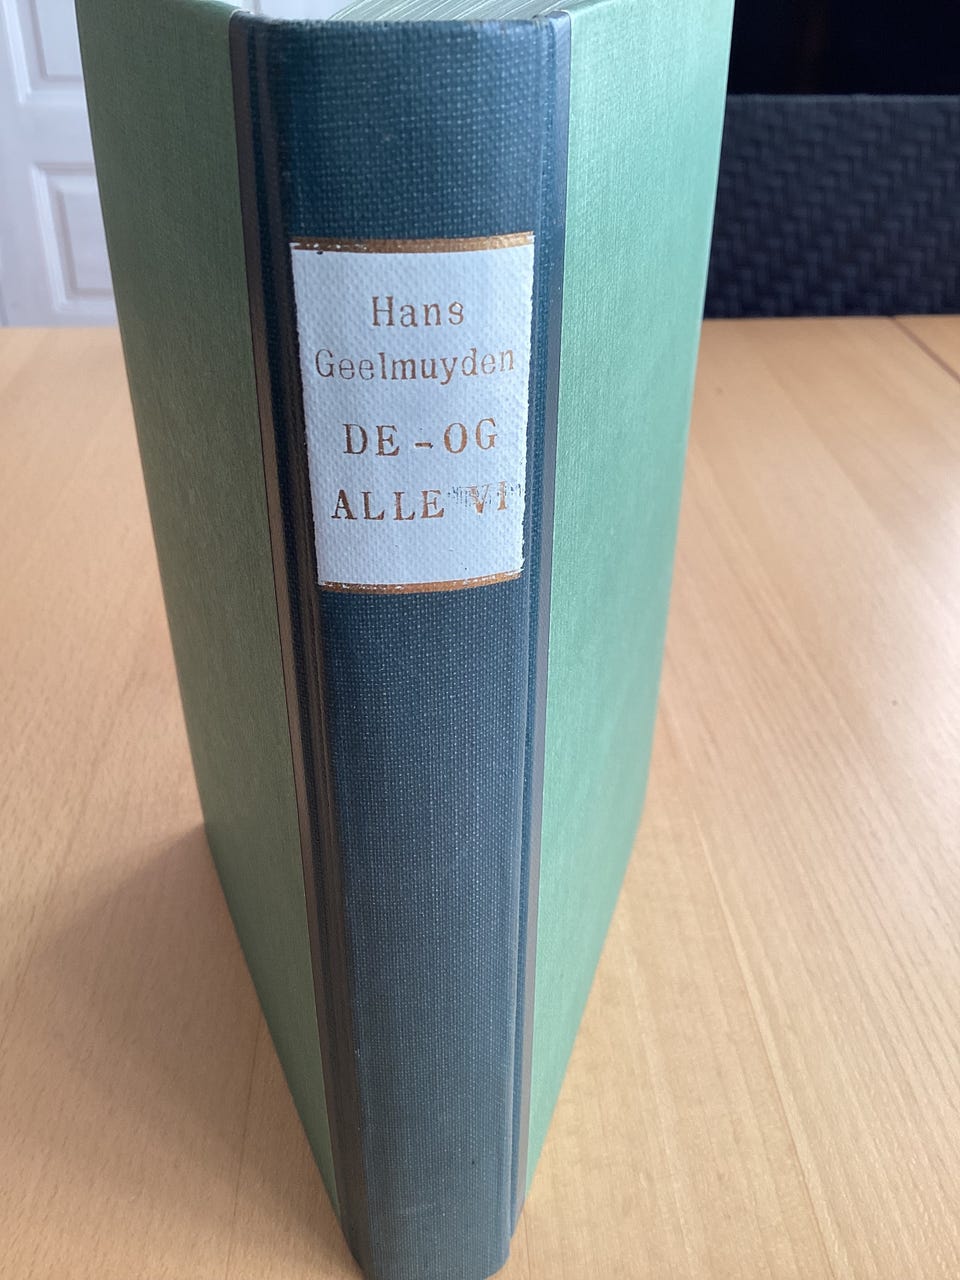 Hans
Geelmuyden
DE - OG
ALLE VI